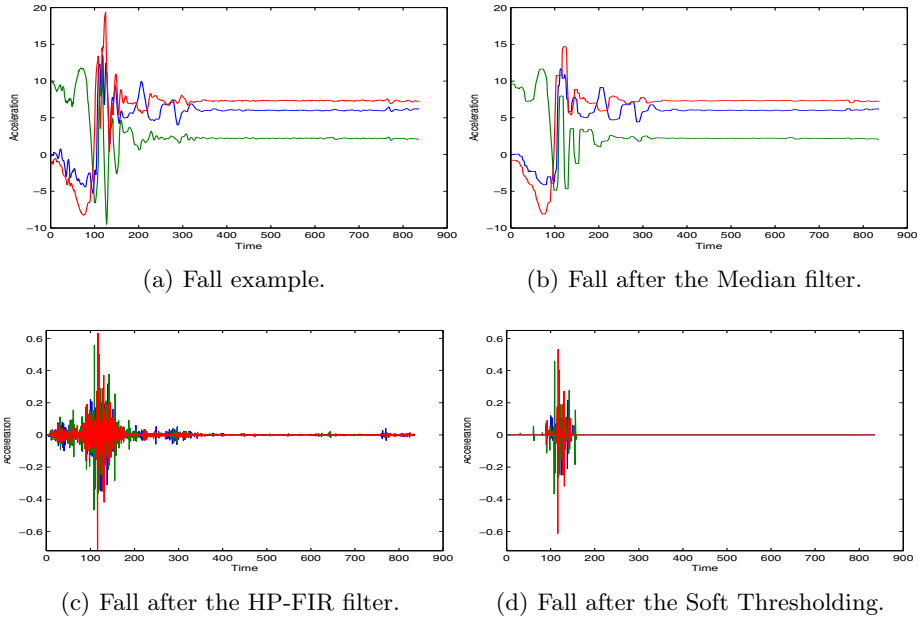 20
15
10
5
0
−5
−10
0 100 200 300 400 500 600 700 800 900
Acceleration
Time
(a) Fall example.
20
15
10
5
0
−5
−10
0 100 200 300 400 500 600 700 800 900
Acceleration
Time
(b) Fall after the Median filter.
0.6
0.4
0.2
0
−0.2
−0.4
−0.6
0 100 200 300 400 500 600 700 800 900
Acceleration
Time
(c) Fall after the HP-FIR filter.
0.6
0.4
0.2
0
−0.2
−0.4
−0.6
0 100 200 300 400 500 600 700 800 900
Acceleration
Time
(d) Fall after the Soft Thresholding.